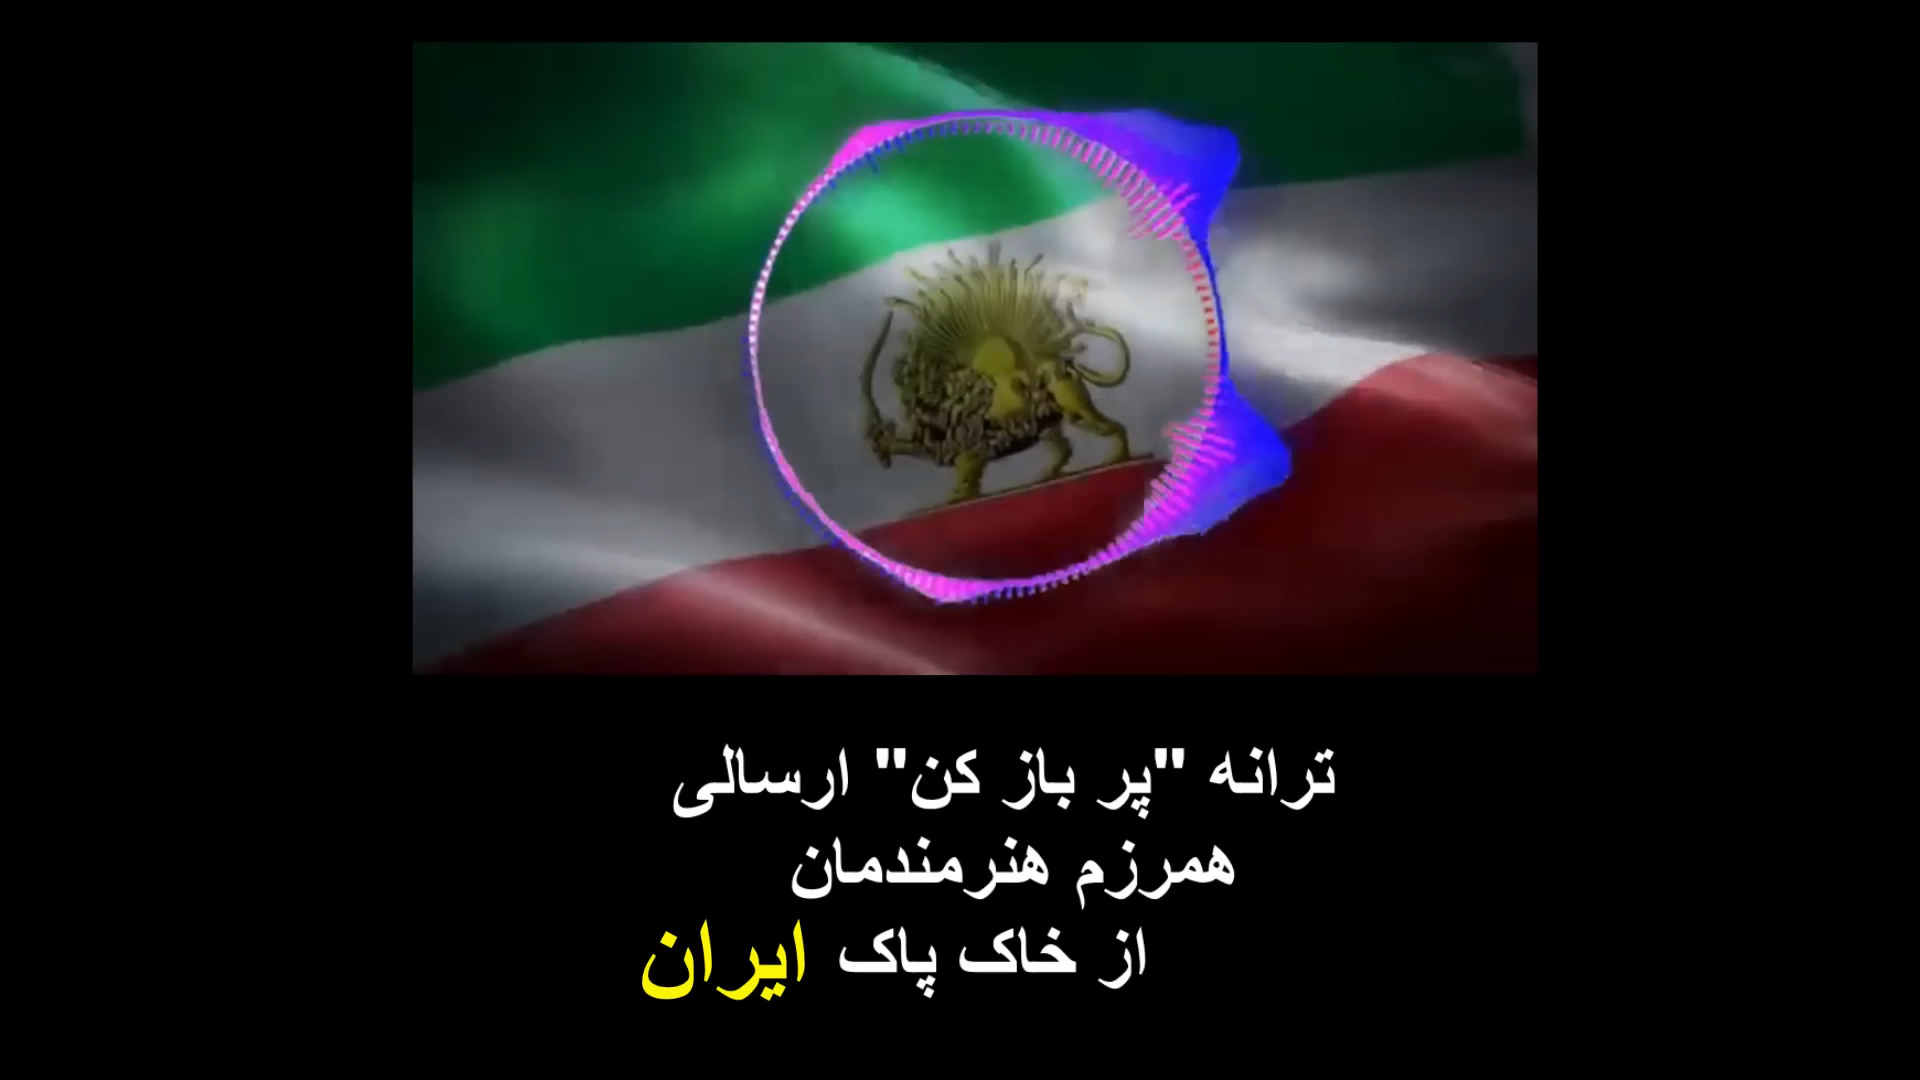 ترانه "پر باز کن" ارسالی
همرزم هنرمندمان
از خاک پاک ایران